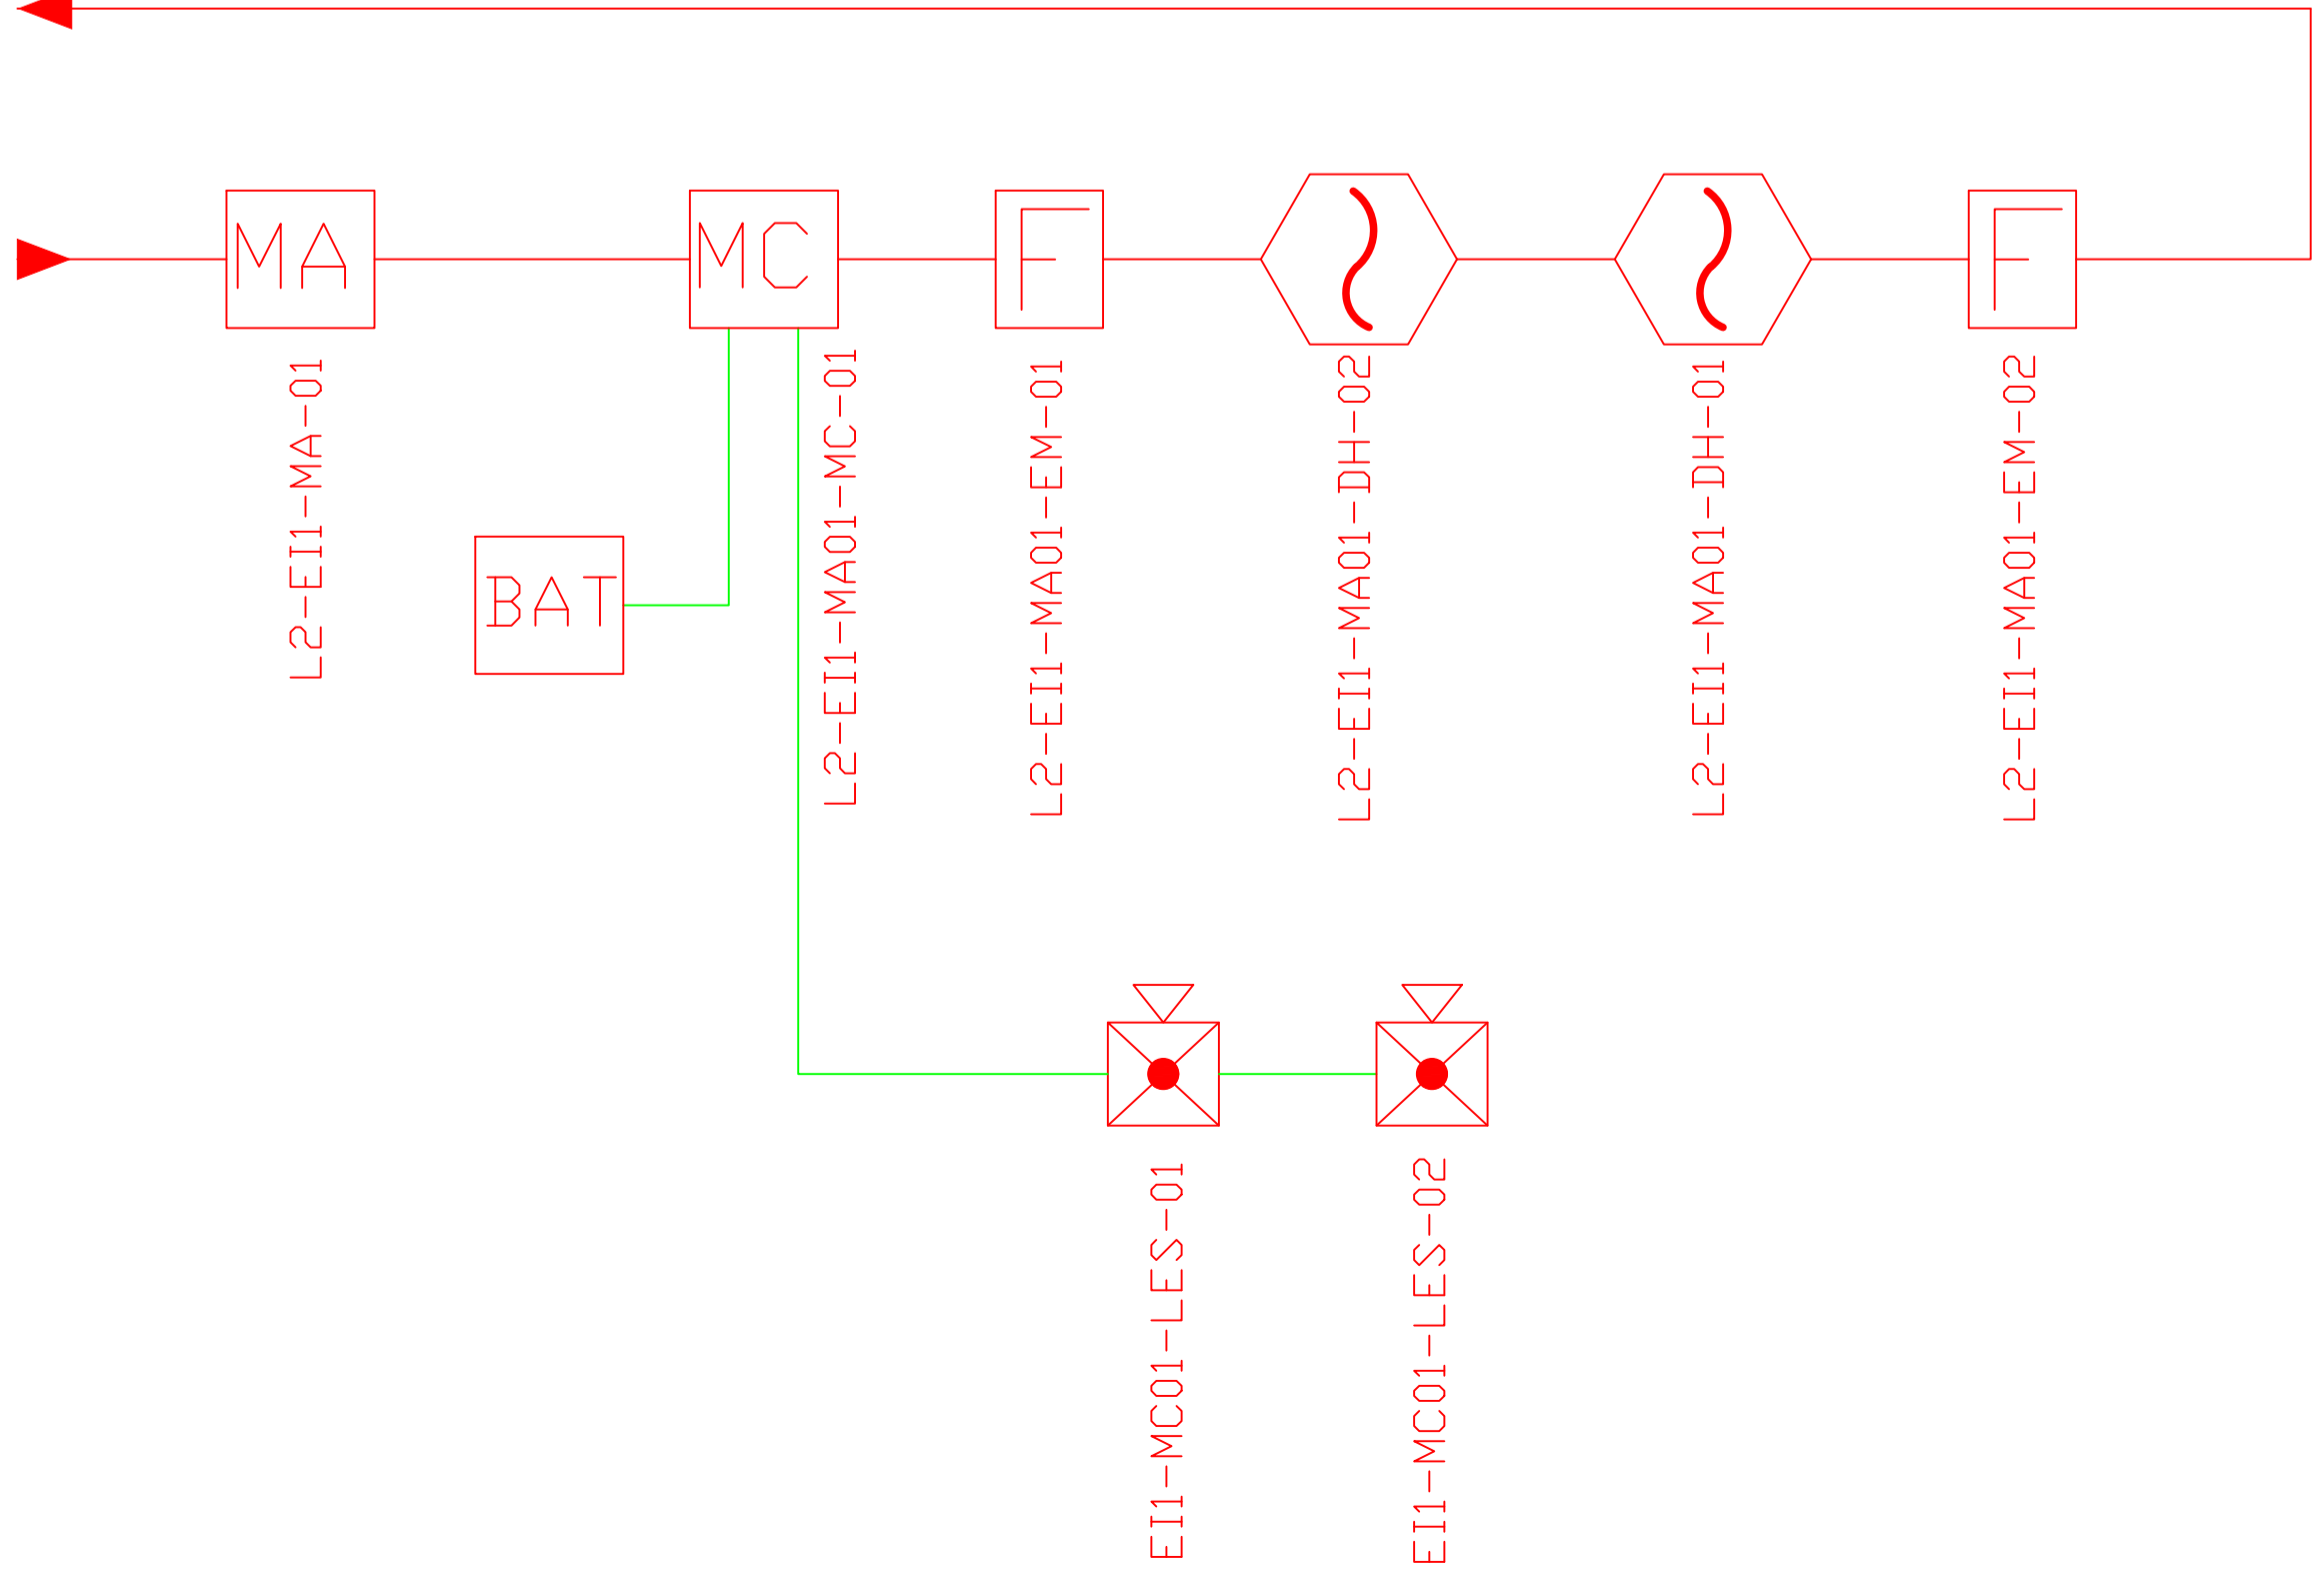 MA
MC
F
F
L2-EI1-MA-01
BAT
L2-EI1-MA01-MC-01
L2-EI1-MA01-EM-01
L2-EI1-MA01-DH-02
L2-EI1-MA01-DH-01
L2-EI1-MA01-EM-02
EI1-MC01-LES-01
EI1-MC01-LES-02